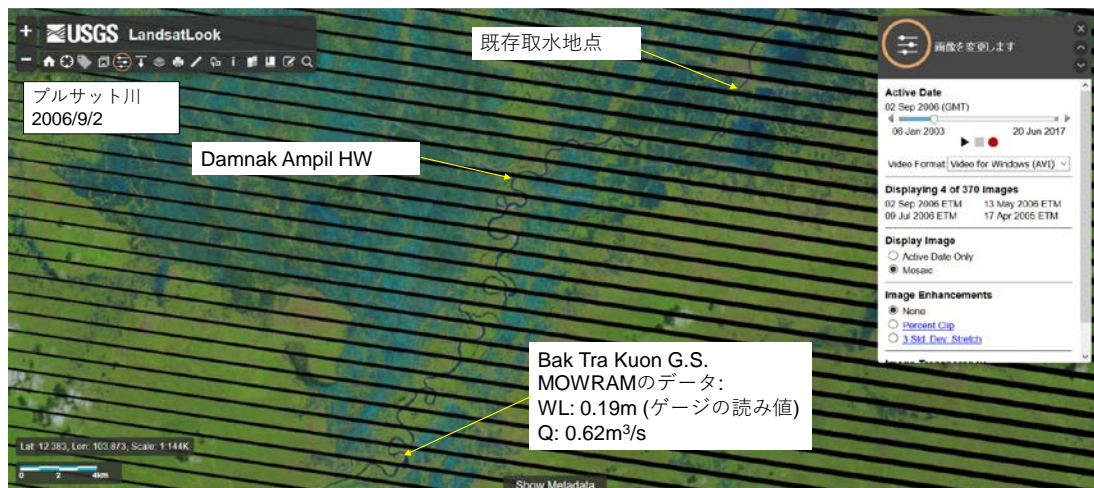 USGS LandsatLook
プルサット川
2006/9/2
既存取水地点
Damnak Ampil HW
Bak Tra Kuon G.S.
MOWRAMのデータ:
WL: 0.19m (ゲージの読み値)
Q: 0.62m³/s
Lat: 12.383, Lon: 103.873, Scale: 1:144K
0 2 4km
Show Metadata
画像を変更します
Active Date
02 Sep 2006 (GMT)
06 Jan 2003 20 Jun 2017
Video Format: Video for Windows (AVI)
Displaying 4 of 370 Images
02 Sep 2006 ETM 13 May 2006 ETM
09 Jul 2006 ETM 17 Apr 2005 ETM
Display Image
Active Date Only
Mosaic
Image Enhancements
None
Percent Clip
3 Std. Dev. Stretch